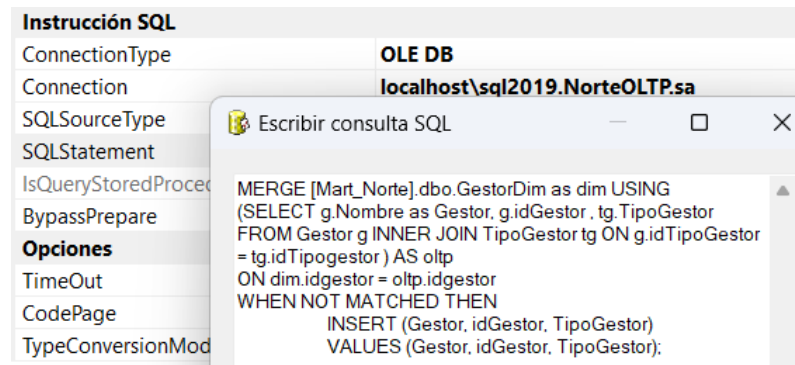 Instrucción SQL
ConnectionType OLE DB
Connection localhost\sql2019.NorteOLTP.sa
SQLSourceType
Escribir consulta SQL
SQLStatement
IsQueryStoredProced
BypassPrepare
Opciones
TimeOut
CodePage
TypeConversionMod
MERGE [Mart_Norte].dbo.GestorDim as dim USING
(SELECT g.Nombre as Gestor, g.idGestor , tg.TipoGestor
FROM Gestor g INNER JOIN TipoGestor tg ON g.idTipoGestor
= tg.idTipogestor ) AS oltp
ON dim.idgestor = oltp.idgestor
WHEN NOT MATCHED THEN
INSERT (Gestor, idGestor, TipoGestor)
VALUES (Gestor, idGestor, TipoGestor);